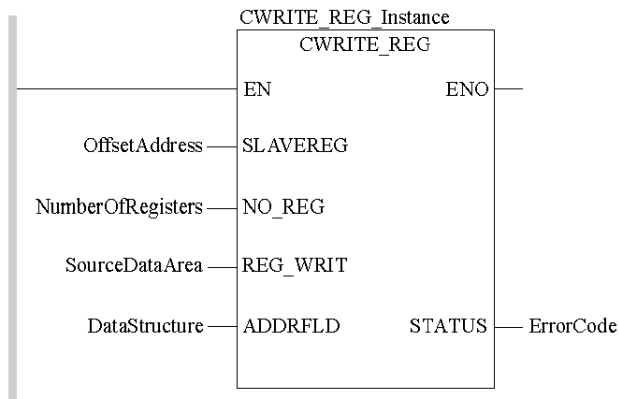 CWRITE_REG_Instance
CWRITE_REG
EN ENO
OffsetAddress SLAVEREG
NumberOfRegisters NO_REG
SourceDataArea REG_WRIT
DataStructure ADDRFLD STATUS ErrorCode